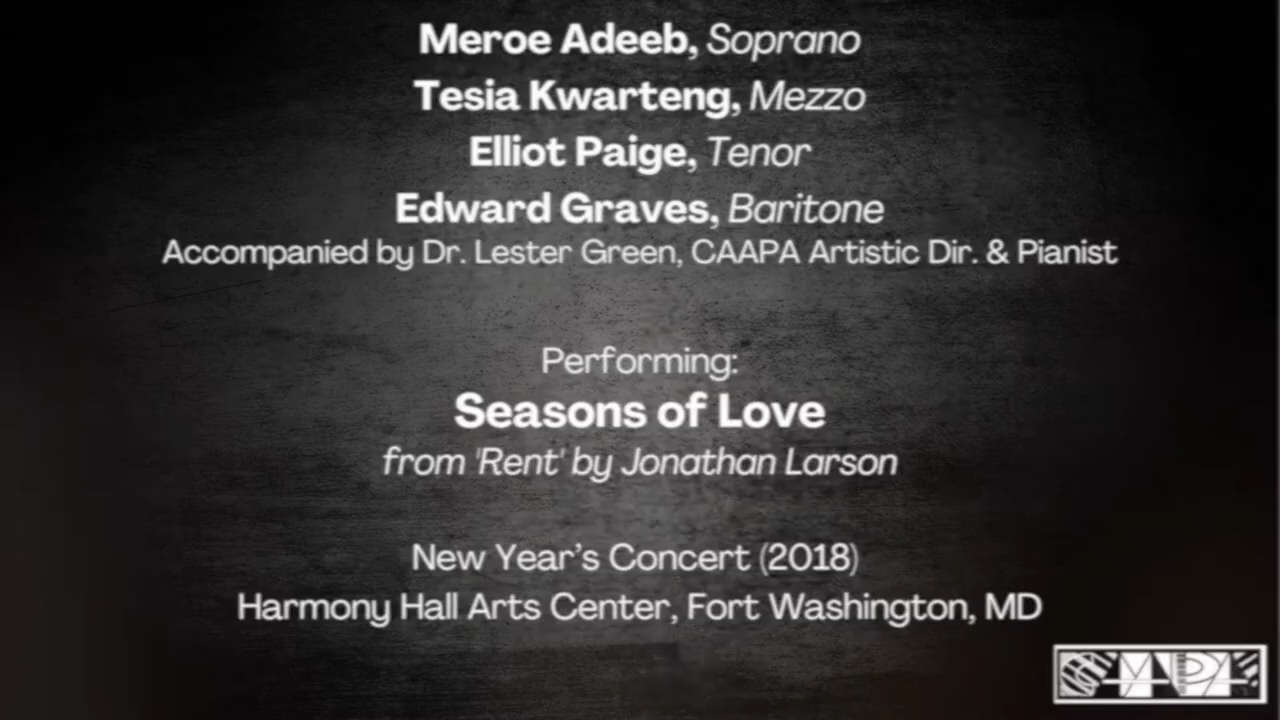 Meroe Adeeb, Soprano
Tesia Kwarteng, Mezzo
Elliot Paige, Tenor
Edward Graves, Baritone
Accompanied by Dr. Lester Green, CAAPA Artistic Dir. & Pianist
Performing:
Seasons of Love
from 'Rent' by Jonathan Larson
New Year’s Concert (2018)
Harmony Hall Arts Center, Fort Washington, MD